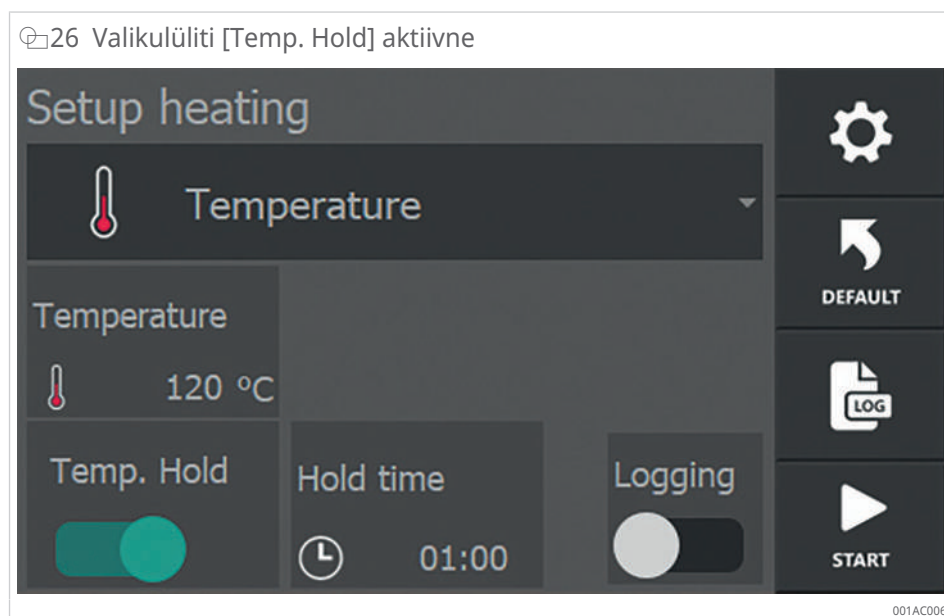 26 Valikulüliti [Temp. Hold] aktiivne
Setup heating
Temperature
DEFAULT
Temperature
120 °C
LOG
Temp. Hold
Hold time
Logging
01:00
START
001AC006